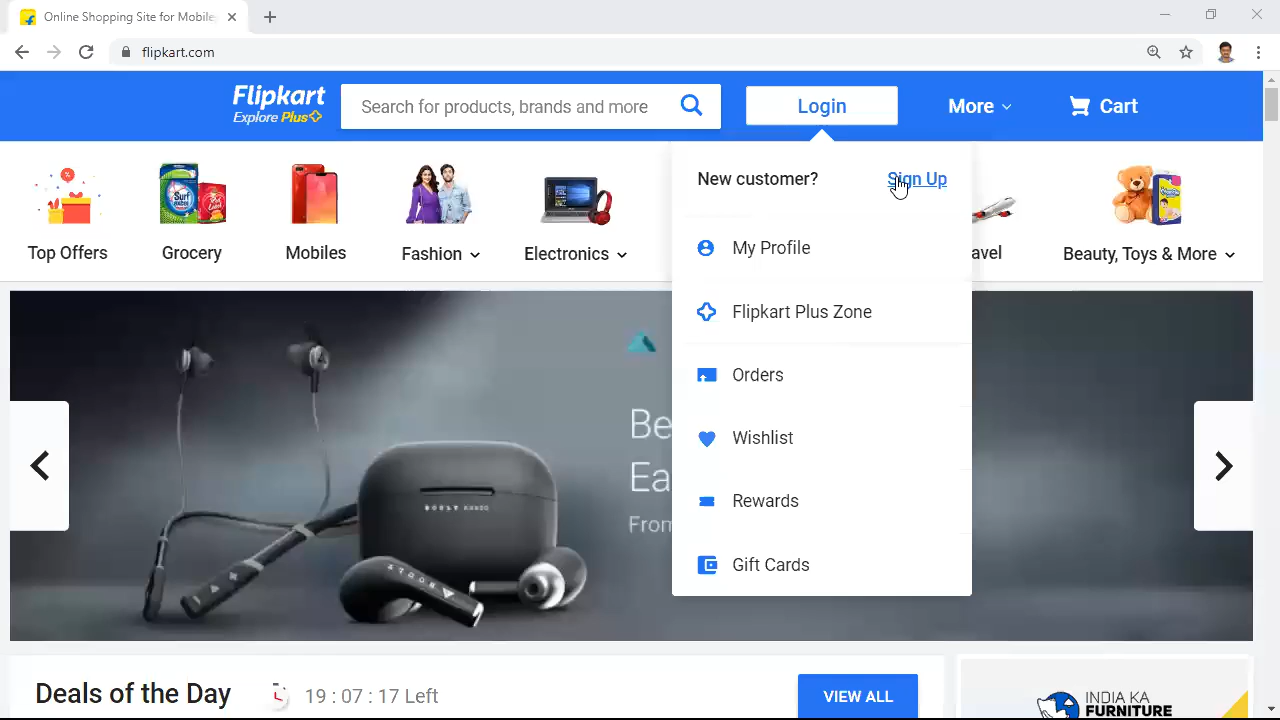 Online Shopping Site for Mobile
flipkart.com
Flipkart
Explore Plus
Search for products, brands and more
Login
More
Cart
New customer?
Sign Up
Top Offers
Grocery
Mobiles
Fashion
Electronics
avel
Beauty, Toys & More
My Profile
Flipkart Plus Zone
Orders
Wishlist
Rewards
Gift Cards
Be
Ea
From
Deals of the Day
19 : 07 : 17 Left
VIEW ALL
INDIA KA
FURNITURE